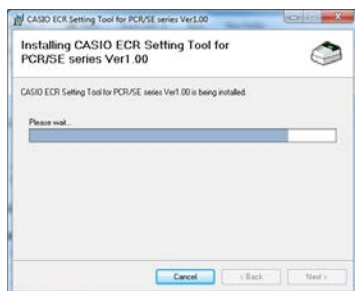 CASIO ECR Setting Tool for PCR/SE series Ver1.00
Installing CASIO ECR Setting Tool for
PCR/SE series Ver1.00
CASIO ECR Setting Tool for PCR/SE series Ver1.00 is being installed.
Please wait...
Cancel
< Back
Next >